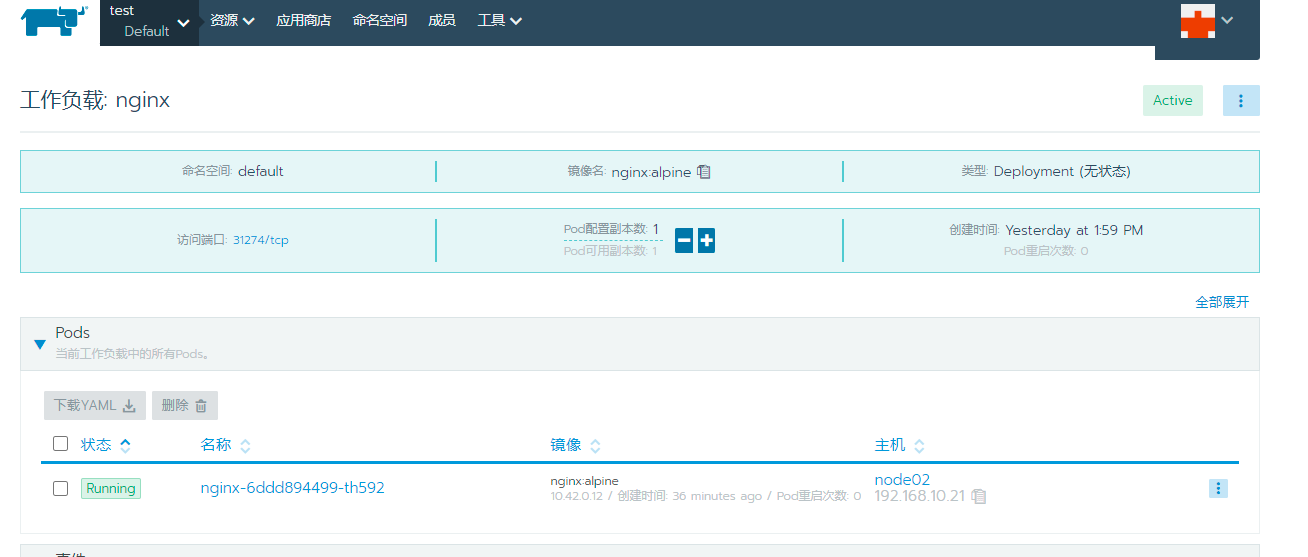 test
Default
资源 应用商店 命名空间 成员 工具
工作负载: nginx
Active
命名空间: default
镜像名: nginx:alpine
类型: Deployment (无状态)
访问端口: 31274/tcp
Pod配置副本数: 1
Pod可用副本数: 1
创建时间: Yesterday at 1:59 PM
Pod重启次数: 0
全部展开
Pods
当前工作负载中的所有Pods。
下载YAML 删除
状态 名称 镜像 主机
Running nginx-6ddd894499-th592
nginx:alpine
10.42.0.12 / 创建时间: 36 minutes ago / Pod重启次数: 0
node02
192.168.10.21
事件